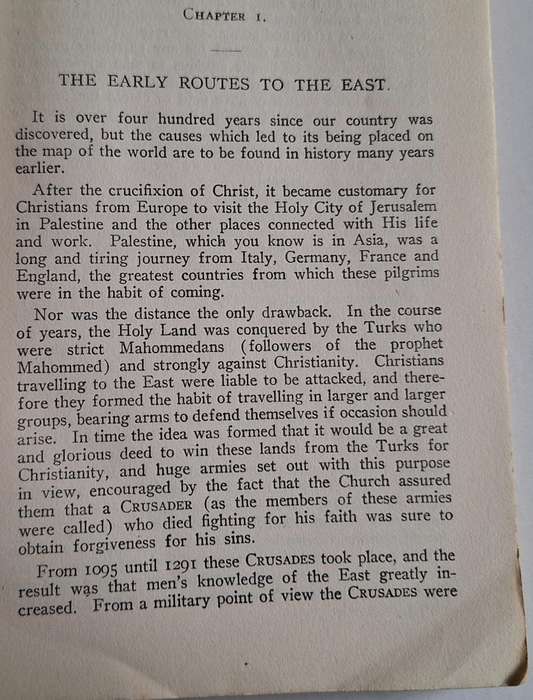 CHAPTER 1.
THE EARLY ROUTES TO THE EAST.
It is over four hundred years since our country was
discovered, but the causes which led to its being placed on
the map of the world are to be found in history many years
earlier.
After the crucifixion of Christ, it became customary for
Christians from Europe to visit the Holy City of Jerusalem
in Palestine and the other places connected with His life
and work. Palestine, which you know is in Asia, was a
long and tiring journey from Italy, Germany, France and
England, the greatest countries from which these pilgrims
were in the habit of coming.
Nor was the distance the only drawback. In the course
of years, the Holy Land was conquered by the Turks who
were strict Mahommedans (followers of the prophet
Mahommed) and strongly against Christianity. Christians
travelling to the East were liable to be attacked, and there-
fore they formed the habit of travelling in larger and larger
groups, bearing arms to defend themselves if occasion should
arise. In time the idea was formed that it would be a great
and glorious deed to win these lands from the Turks for
Christianity, and huge armies set out with this purpose
in view, encouraged by the fact that the Church assured
them that a CRUSADER (as the members of these armies
were called) who died fighting for his faith was sure to
obtain forgiveness for his sins.
From 1095 until 1291 these CRUSADES took place, and the
result was that men's knowledge of the East greatly in-
creased. From a military point of view the CRUSADES were